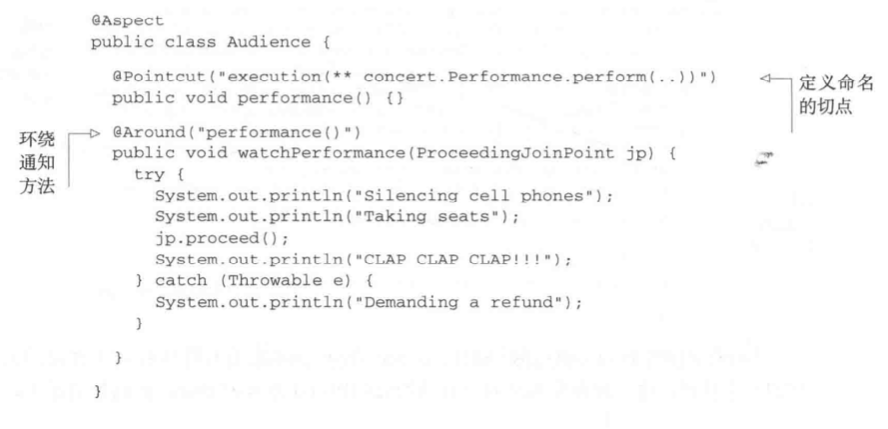 @Aspect
public class Audience {
@Pointcut("execution(** concert.Performance.perform(..))")
public void performance() {}
定义命名
的切点
环绕
通知
方法
@Around("performance()")
public void watchPerformance(ProceedingJoinPoint jp) {
try {
System.out.println("Silencing cell phones");
System.out.println("Taking seats");
jp.proceed();
System.out.println("CLAP CLAP CLAP!!!");
} catch (Throwable e) {
System.out.println("Demanding a refund");
}
}
}